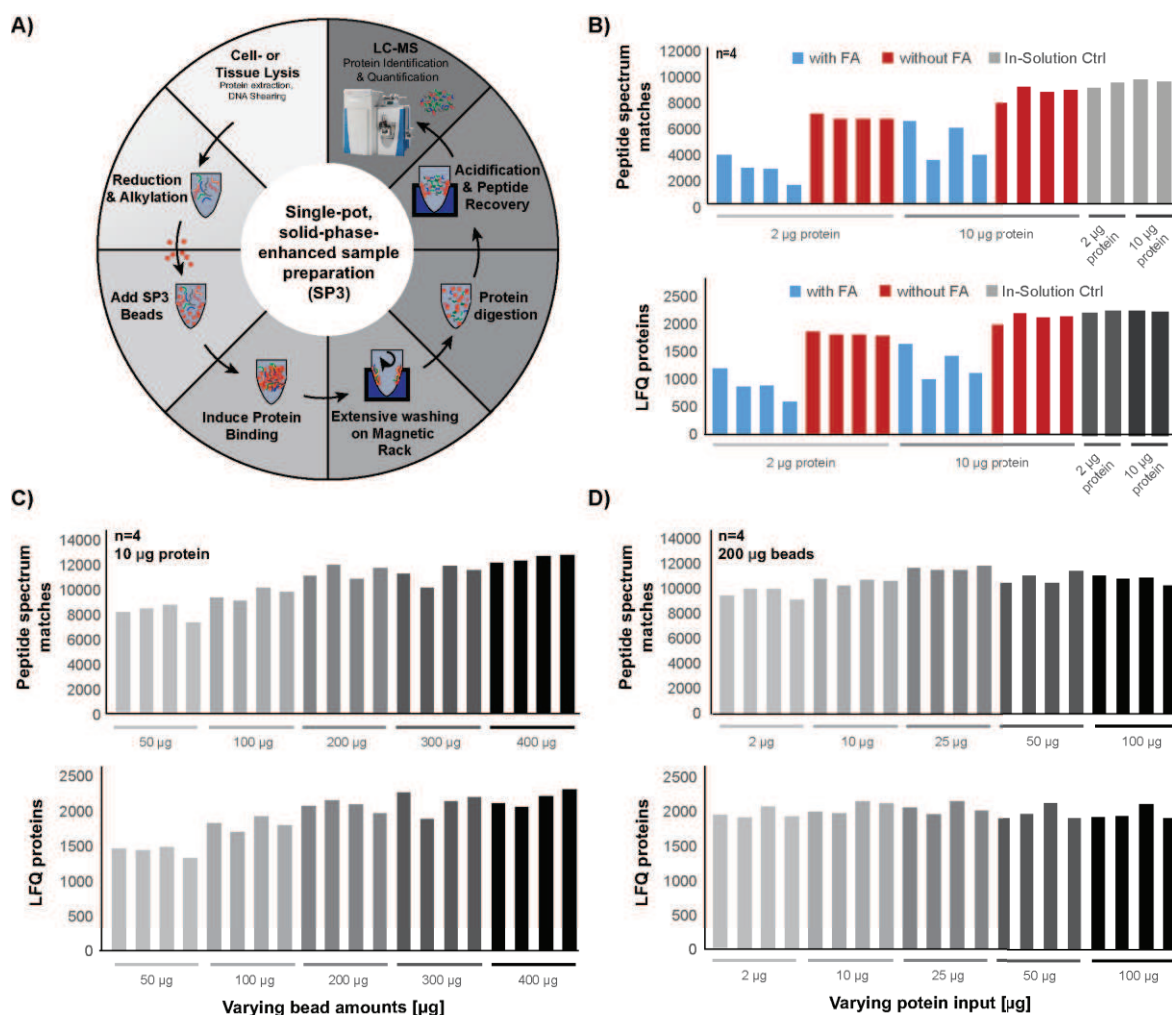 A)
Cell- or
Tissue Lysis
Protein extraction,
DNA Shearing
LC-MS
Protein Identification
& Quantification
Reduction
& Alkylation
Acidification
& Peptide
Recovery
Single-pot,
solid-phase-
enhanced sample
preparation
(SP3)
Add SP3
Beads
Protein
digestion
Induce Protein
Binding
Extensive washing
on Magnetic
Rack
B)
n=4
with FA
without FA
In-Solution Ctrl
Peptide spectrum
matches
12000
10000
8000
6000
4000
2000
0
2 µg protein
10 µg protein
2 µg
protein
10 µg
protein
with FA
without FA
In-Solution Ctrl
LFQ proteins
2500
2000
1500
1000
500
0
2 µg protein
10 µg protein
2 µg
protein
10 µg
protein
C)
n=4
10 µg protein
Peptide spectrum
matches
14000
12000
10000
8000
6000
4000
2000
0
50 µg
100 µg
200 µg
300 µg
400 µg
LFQ proteins
2500
2000
1500
1000
500
0
50 µg
100 µg
200 µg
300 µg
400 µg
Varying bead amounts [µg]
D)
n=4
200 µg beads
Peptide spectrum
matches
14000
12000
10000
8000
6000
4000
2000
0
2 µg
10 µg
25 µg
50 µg
100 µg
LFQ proteins
2500
2000
1500
1000
500
0
2 µg
10 µg
25 µg
50 µg
100 µg
Varying potein input [µg]